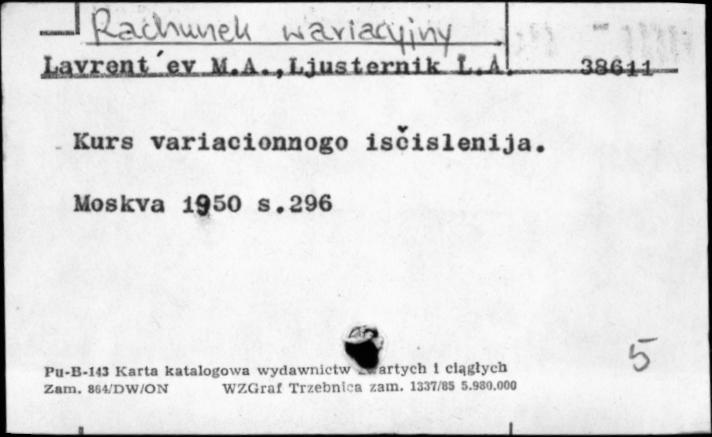 Rachunek wariacyjny
Lavrent´ev M.A.,Ljusternik L.A. 38611
Kurs variacionnogo isčislenija.
Moskva 1950 s.296
5
Pu-B-143 Karta katalogowa wydawnictw zwartych i ciągłych
Zam. 864/DW/ON WZGraf Trzebnica zam. 1337/85 5.980.000